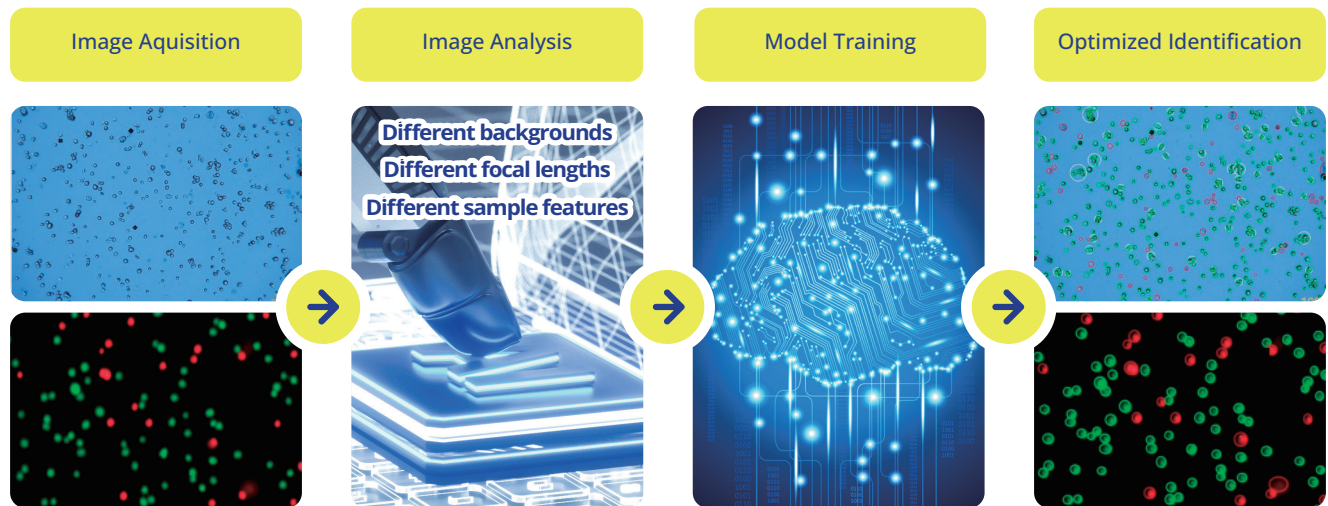 Image Aquisition
Image Analysis
Model Training
Optimized Identification
Different backgrounds
Different focal lengths
Different sample features